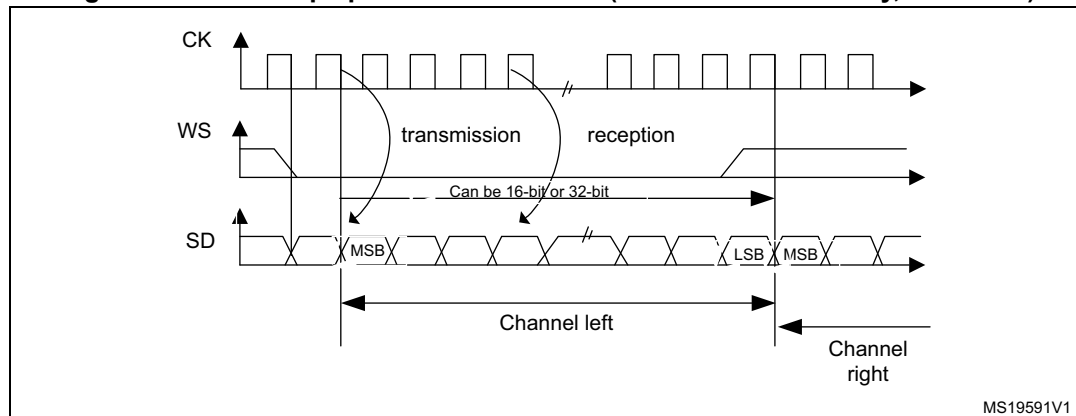 CK
WS
transmission
reception
Can be 16-bit or 32-bit
SD
MSB
LSB
MSB
Channel left
Channel
right
MS19591V1